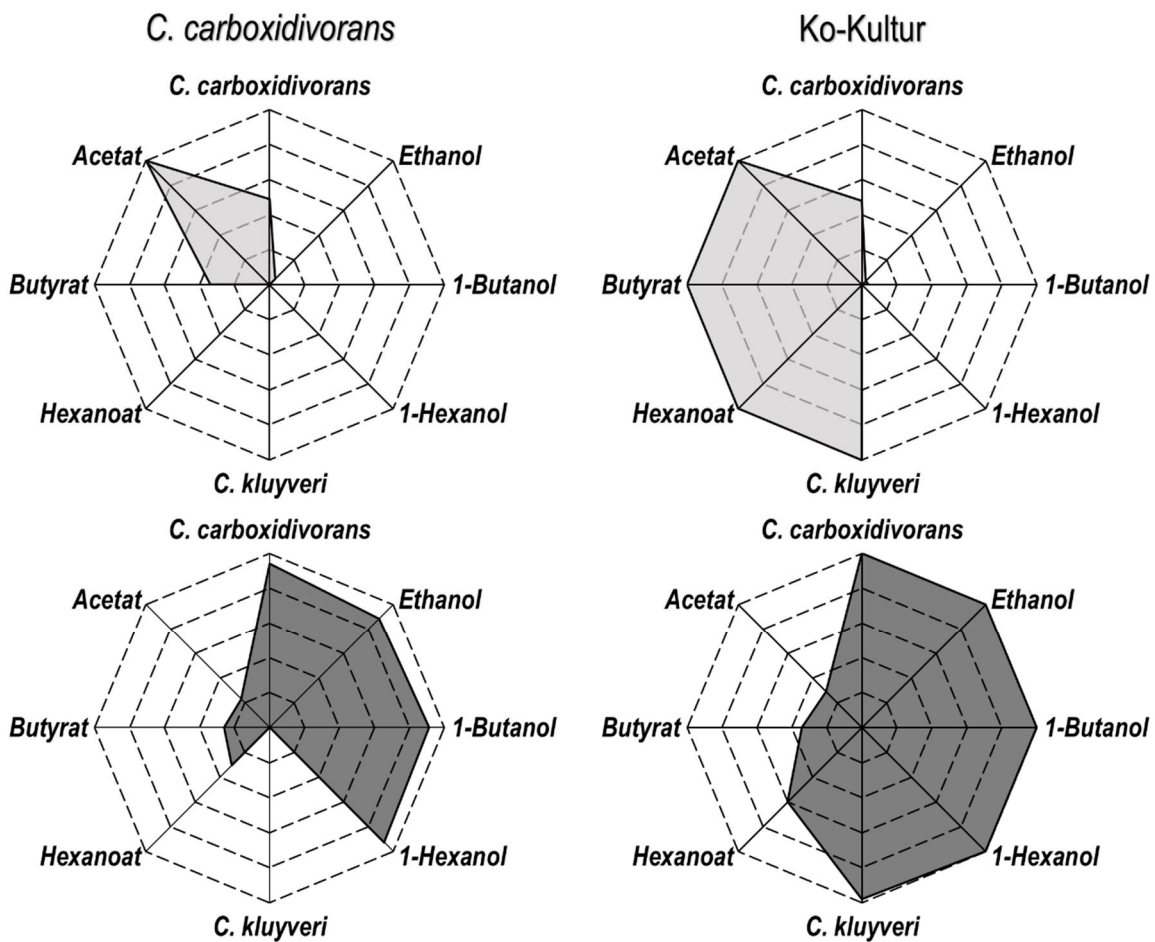 C. carboxidivorans
Ko-Kultur
C. carboxidivorans
Acetat
Ethanol
Butyrat
1-Butanol
Hexanoat
1-Hexanol
C. kluyveri
C. carboxidivorans
Acetat
Ethanol
Butyrat
1-Butanol
Hexanoat
1-Hexanol
C. kluyveri
C. carboxidivorans
Acetat
Ethanol
Butyrat
1-Butanol
Hexanoat
1-Hexanol
C. kluyveri
C. carboxidivorans
Acetat
Ethanol
Butyrat
1-Butanol
Hexanoat
1-Hexanol
C. kluyveri